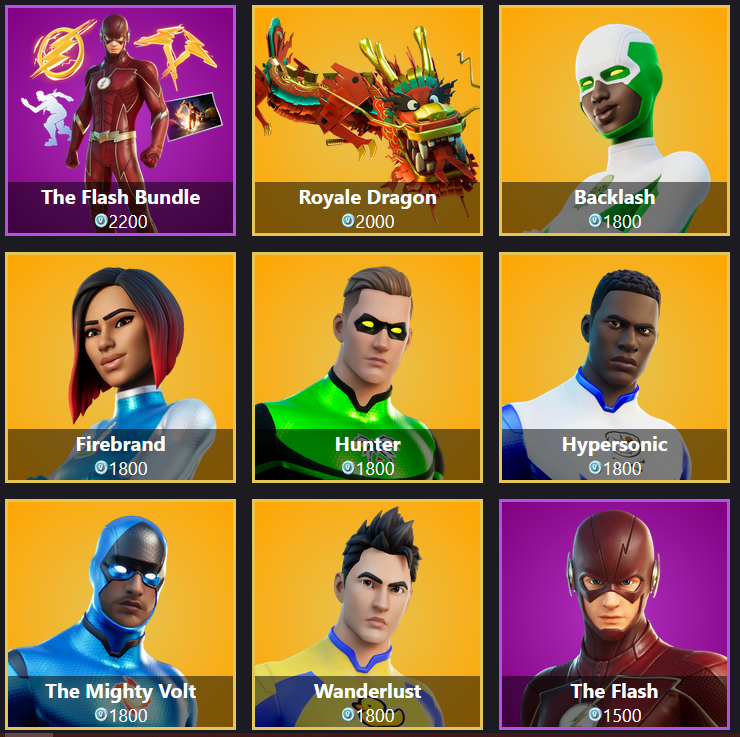 The Flash Bundle
2200
Royale Dragon
2000
Backlash
1800
Firebrand
1800
Hunter
1800
Hypersonic
1800
The Mighty Volt
1800
Wanderlust
1800
The Flash
1500